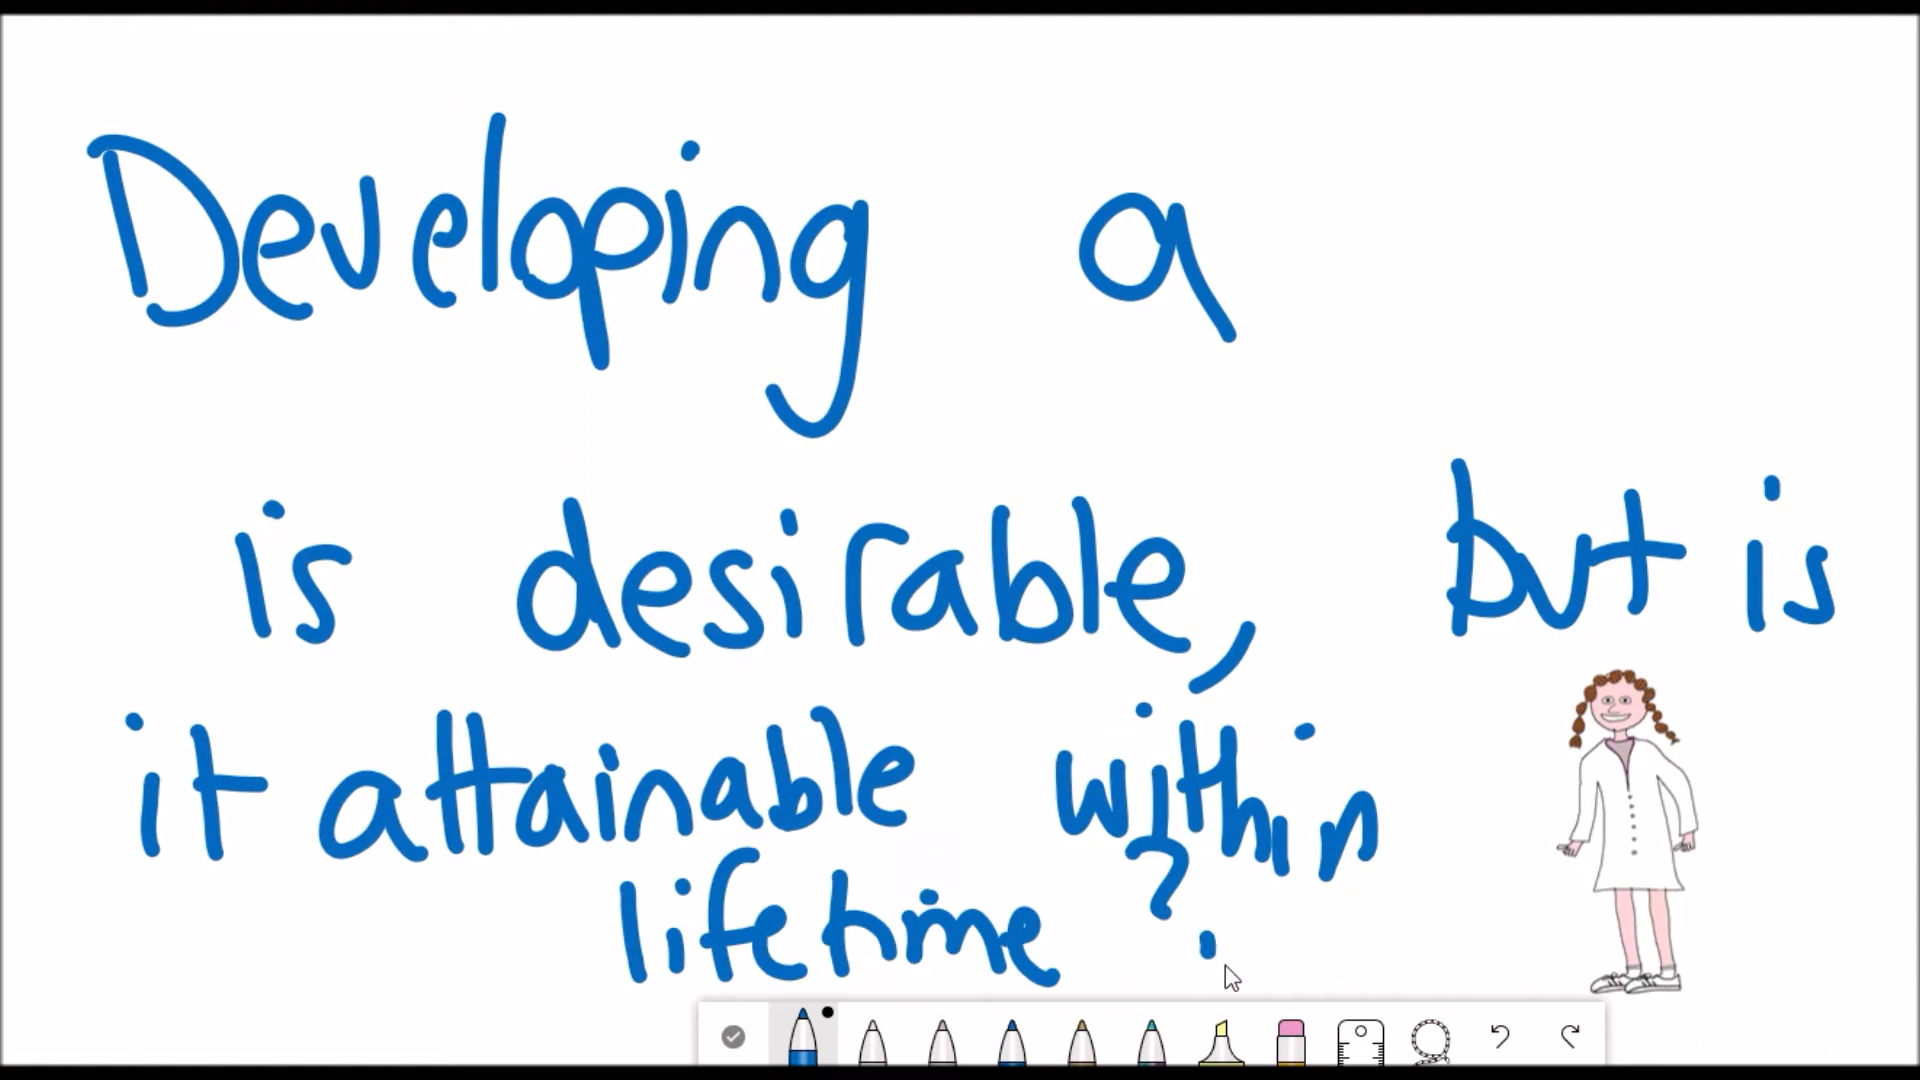 Developing a
is desirable, but is
it attainable within
lifetime?